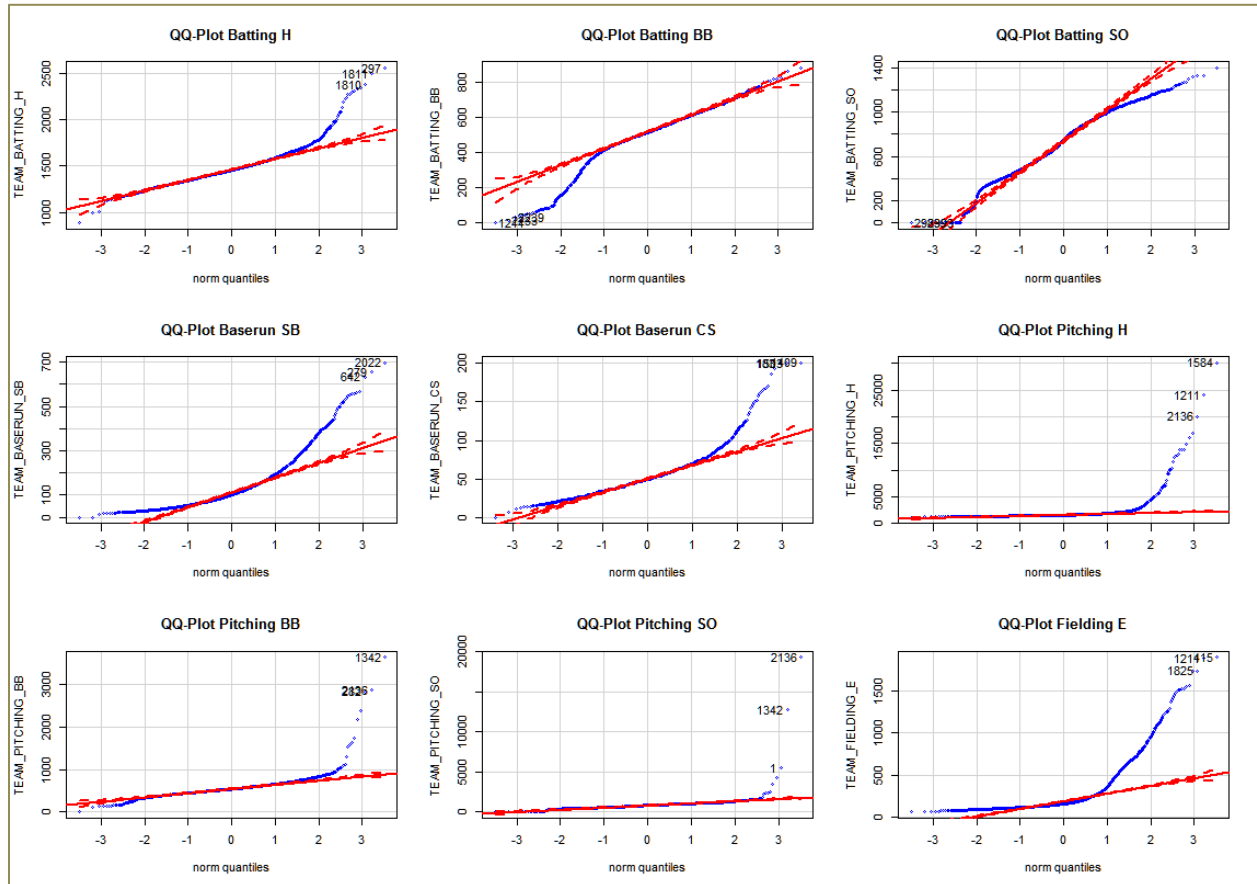 QQ-Plot Batting H
TEAM_BATTING_H
2500
2000
1500
1000
297
1811
1810
-3 -2 -1 0 1 2 3
norm quantiles
QQ-Plot Batting BB
TEAM_BATTING_BB
800
600
400
200
0
-3 -2 -1 0 1 2 3
norm quantiles
QQ-Plot Batting SO
TEAM_BATTING_SO
1400
1000
600
200
0
-3 -2 -1 0 1 2 3
norm quantiles
QQ-Plot Baserun SB
TEAM_BASERUN_SB
700
500
300
100
0
2022
279
642
-3 -2 -1 0 1 2 3
norm quantiles
QQ-Plot Baserun CS
TEAM_BASERUN_CS
200
150
100
50
0
-3 -2 -1 0 1 2 3
norm quantiles
QQ-Plot Pitching H
TEAM_PITCHING_H
25000
15000
5000
0
1584
1211
2136
-3 -2 -1 0 1 2 3
norm quantiles
QQ-Plot Pitching BB
TEAM_PITCHING_BB
3000
2000
1000
0
1342
-3 -2 -1 0 1 2 3
norm quantiles
QQ-Plot Pitching SO
TEAM_PITCHING_SO
20000
10000
5000
0
2136
1342
1
-3 -2 -1 0 1 2 3
norm quantiles
QQ-Plot Fielding E
TEAM_FIELDING_E
1500
1000
500
0
1825
-3 -2 -1 0 1 2 3
norm quantiles